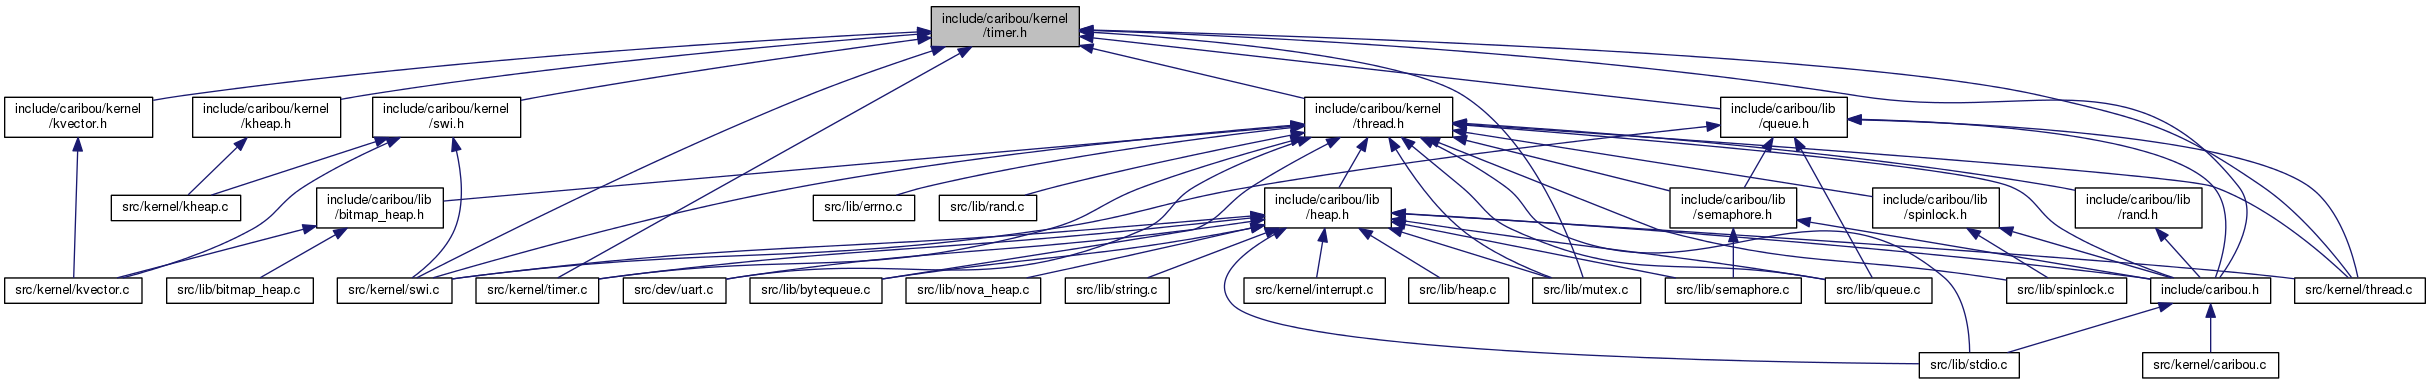 include/caribou/kernel
/timer.h
include/caribou/kernel
/kvector.h
include/caribou/kernel
/kheap.h
include/caribou/kernel
/swi.h
include/caribou/kernel
/thread.h
include/caribou/lib
/queue.h
src/kernel/kheap.c
include/caribou/lib
/bitmap_heap.h
src/lib/errno.c
src/lib/rand.c
include/caribou/lib
/heap.h
include/caribou/lib
/semaphore.h
include/caribou/lib
/spinlock.h
include/caribou/lib
/rand.h
src/kernel/kvector.c
src/lib/bitmap_heap.c
src/kernel/swi.c
src/kernel/timer.c
src/dev/uart.c
src/lib/bytequeue.c
src/lib/nova_heap.c
src/lib/string.c
src/kernel/interrupt.c
src/lib/heap.c
src/lib/mutex.c
src/lib/semaphore.c
src/lib/queue.c
src/lib/spinlock.c
include/caribou.h
src/kernel/thread.c
src/lib/stdio.c
src/kernel/caribou.c